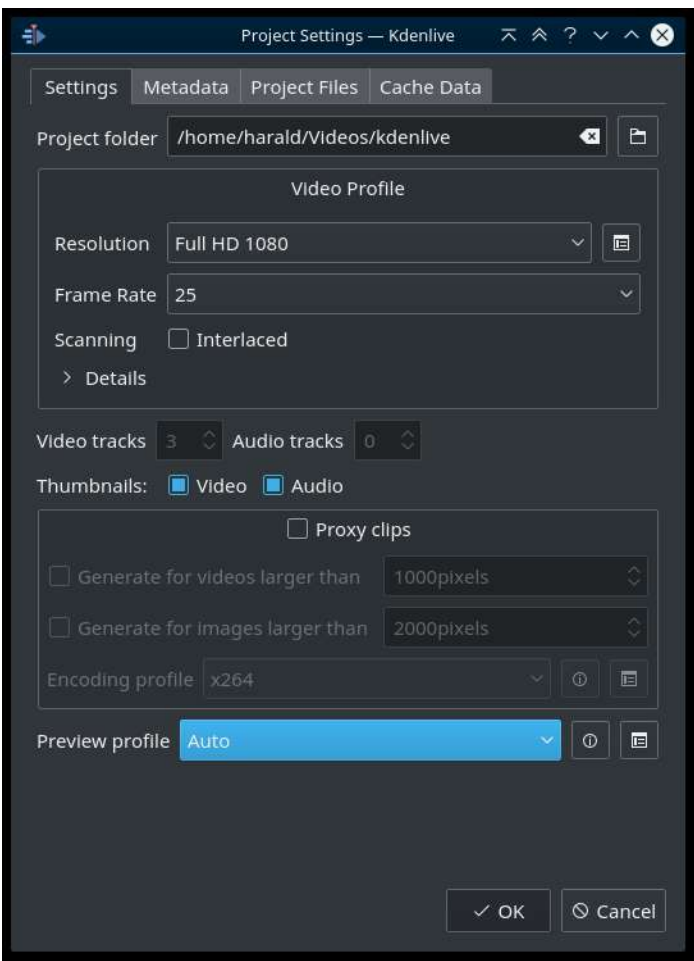 Project Settings — Kdenlive
Settings Metadata Project Files Cache Data
Project folder /home/harald/Videos/kdenlive
Video Profile
Resolution Full HD 1080
Frame Rate 25
Scanning Interlaced
Details
Video tracks 3 Audio tracks 0
Thumbnails: Video Audio
Proxy clips
Generate for videos larger than 1000pixels
Generate for images larger than 2000pixels
Encoding profile x264
Preview profile Auto
OK Cancel